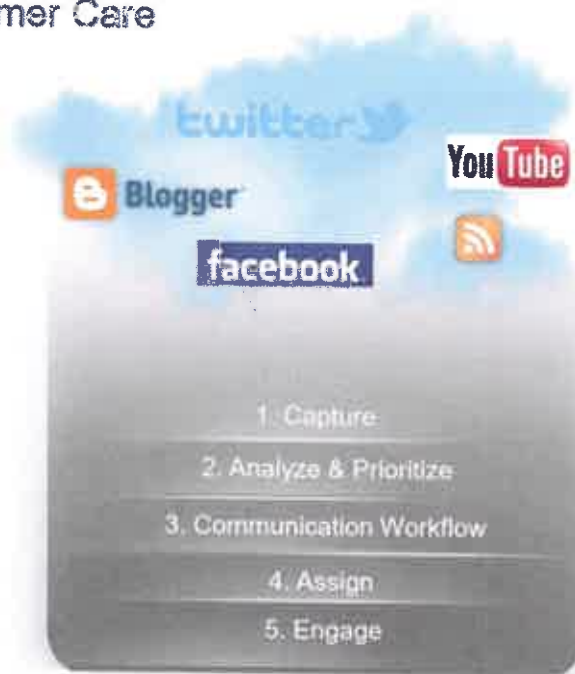 mer Care
twitter
You Tube
Blogger
facebook
1. Capture
2. Analyze & Prioritize
3. Communication Workflow
4. Assign
5. Engage